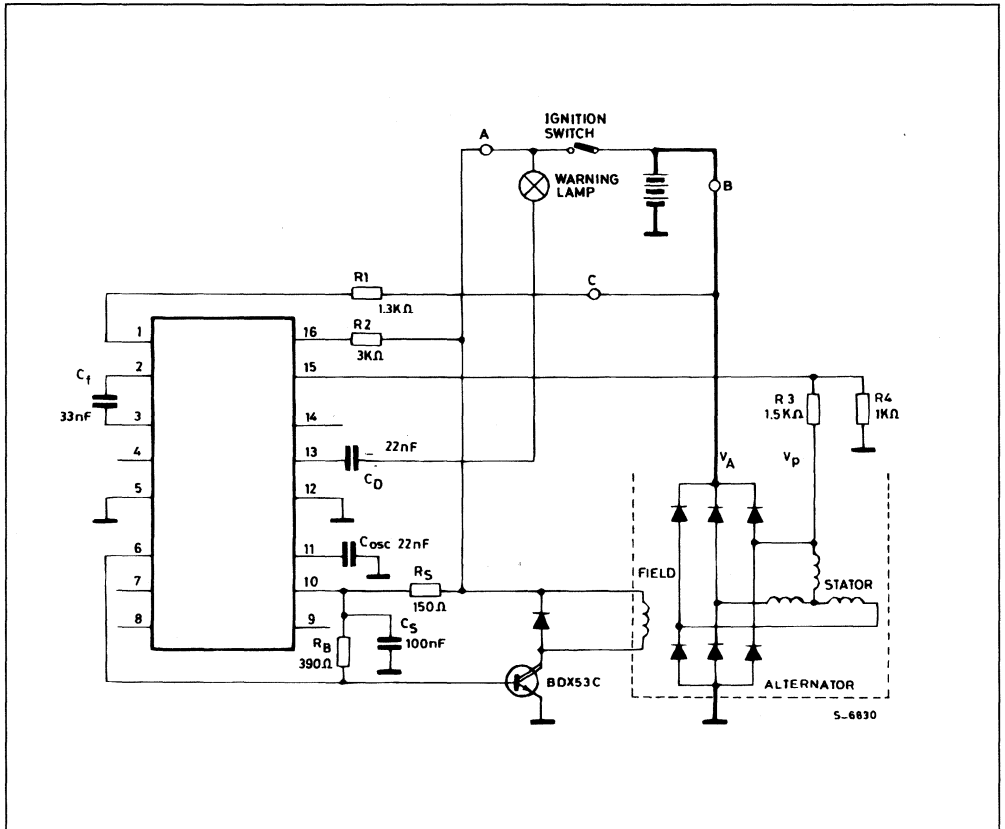 IGNITION
SWITCH
A
WARNING
LAMP
B
R1
1.3KΩ
C
1
16
R2
3KΩ
2
15
Cf
33nF
3
14
R3
1.5KΩ
R4
1KΩ
4
13
22nF
CD
VA
Vp
5
12
6
11
Cosc 22nF
FIELD
STATOR
7
10
RS
150Ω
8
9
RB
390Ω
CS
100nF
BDX53C
ALTERNATOR
S-6830